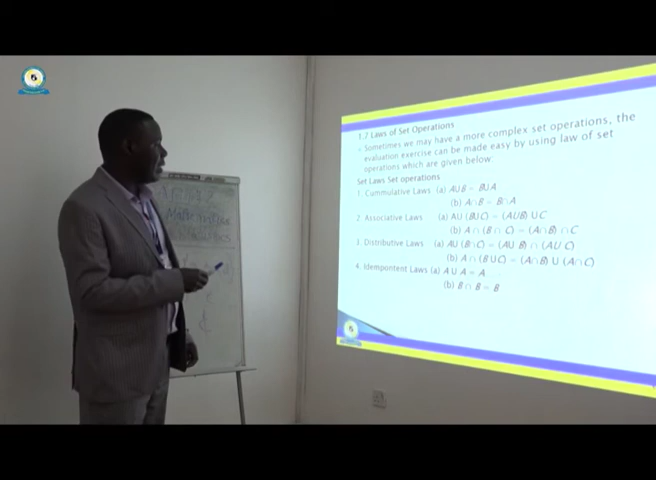 1.7 Laws of Set Operations
- Sometimes we may have a more complex set operations, the
evaluation exercise can be made easy by using law of set
operations which are given below:
Set Laws Set operations
1. Cummulative Laws (a) A∪B = B∪A
(b) A∩B = B∩A
2. Associative Laws (a) A∪ (B∪C) = (A∪B) ∪C
(b) A ∩ (B ∩ C) = (A∩B) ∩C
3. Distributive Laws (a) A∪ (B∩C) = (A∪ B) ∩ (A∪ C)
(b) A ∩ (B ∪ C) = (A∩B) ∪ (A∩ C)
4. Idempontent Laws (a) A ∪ A = A
(b) B ∩ B = B